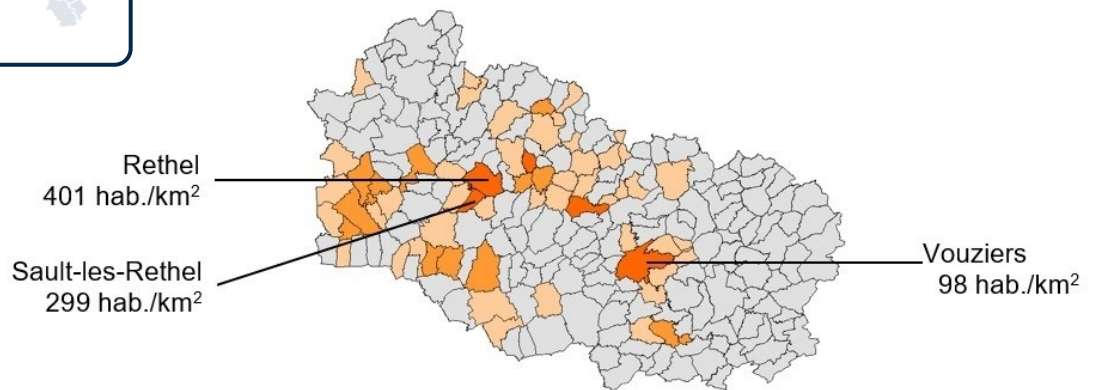 Rethel
401 hab./km²
Sault-les-Rethel
299 hab./km²
Vouziers
98 hab./km²